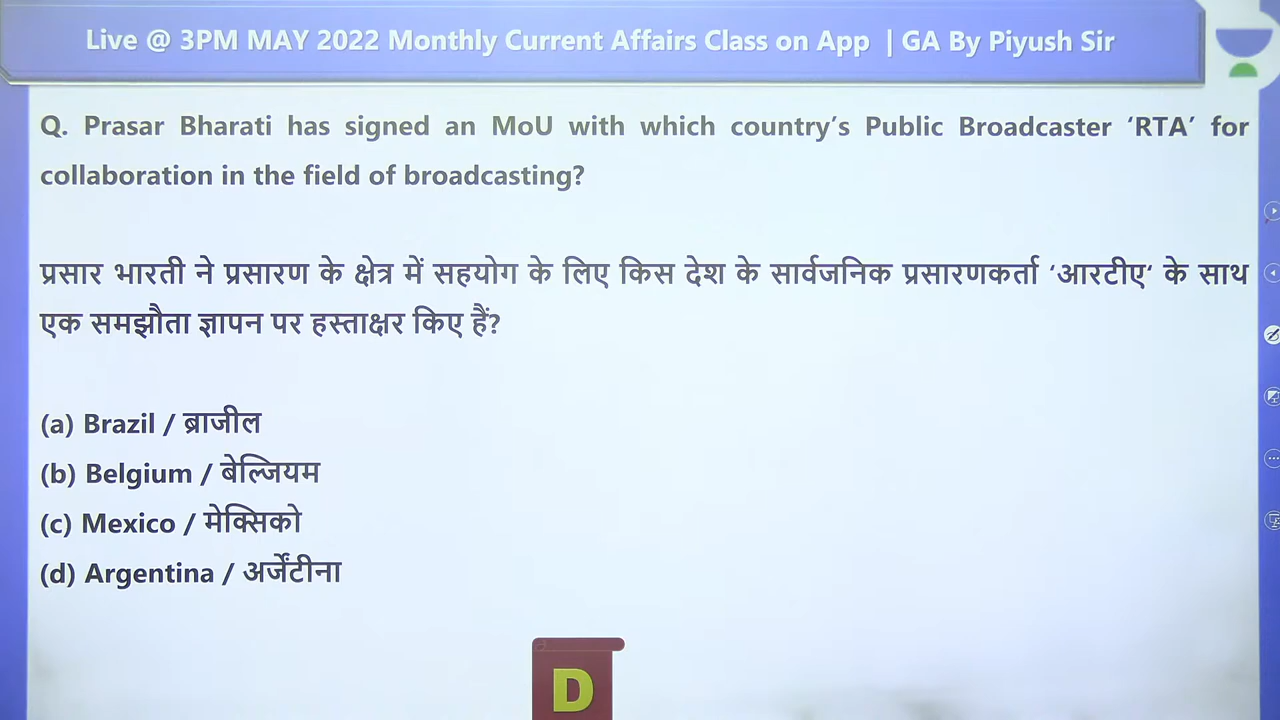 Live @ 3PM MAY 2022 Monthly Current Affairs Class on App | GA By Piyush Sir
Q. Prasar Bharati has signed an MoU with which country’s Public Broadcaster ‘RTA’ for
collaboration in the field of broadcasting?
प्रसार भारती ने प्रसारण के क्षेत्र में सहयोग के लिए किस देश के सार्वजनिक प्रसारणकर्ता ‘आरटीए‘ के साथ
एक समझौता ज्ञापन पर हस्ताक्षर किए हैं?
(a) Brazil / ब्राजील
(b) Belgium / बेल्जियम
(c) Mexico / मेक्सिको
(d) Argentina / अर्जेंटीना
D